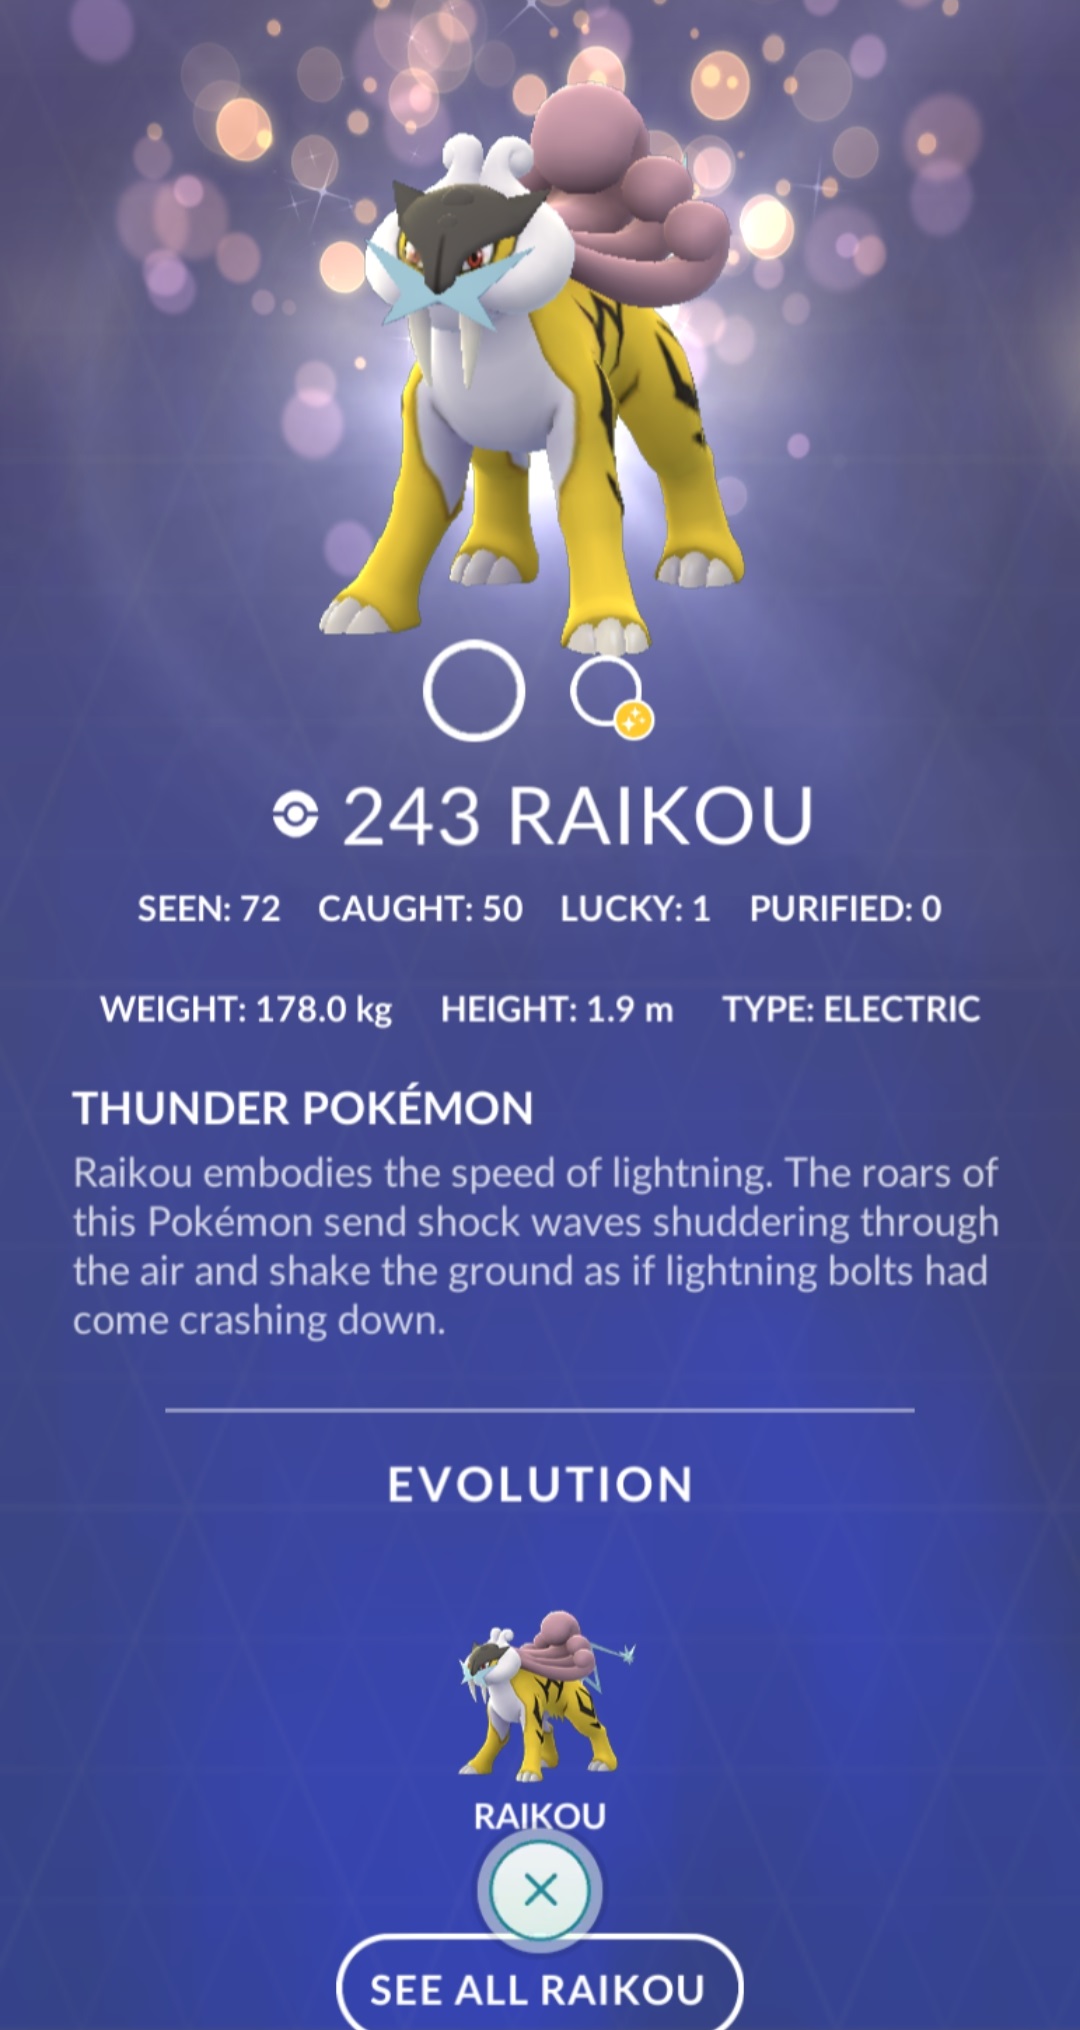 243 RAIKOU
SEEN: 72 CAUGHT: 50 LUCKY: 1 PURIFIED: 0
WEIGHT: 178.0 kg HEIGHT: 1.9 m TYPE: ELECTRIC
THUNDER POKÉMON
Raikou embodies the speed of lightning. The roars of
this Pokémon send shock waves shuddering through
the air and shake the ground as if lightning bolts had
come crashing down.
EVOLUTION
RAIKOU
SEE ALL RAIKOU